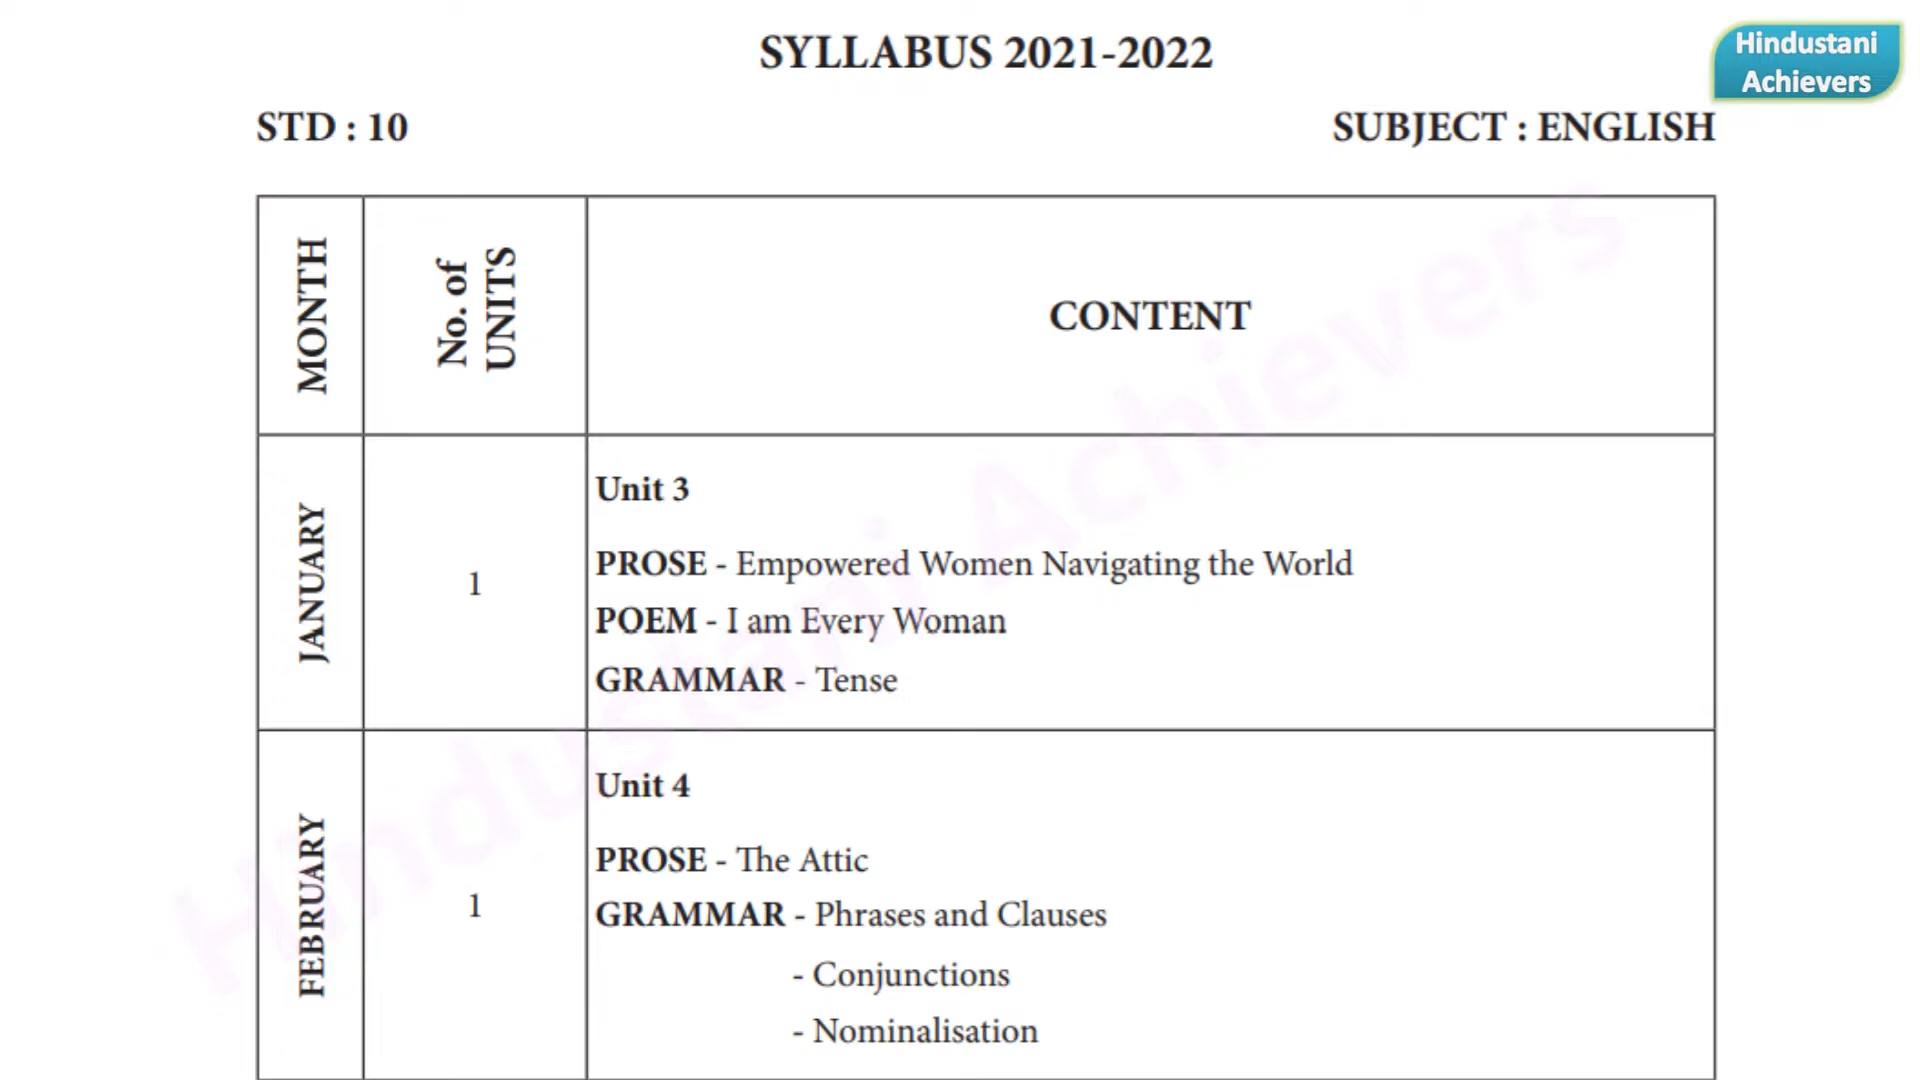 SYLLABUS 2021-2022
Hindustani
Achievers
STD : 10
SUBJECT : ENGLISH
MONTH
No. of
UNITS
CONTENT
JANUARY
1
Unit 3
PROSE - Empowered Women Navigating the World
POEM - I am Every Woman
GRAMMAR - Tense
FEBRUARY
1
Unit 4
PROSE - The Attic
GRAMMAR - Phrases and Clauses
- Conjunctions
- Nominalisation
Hindustani Achievers